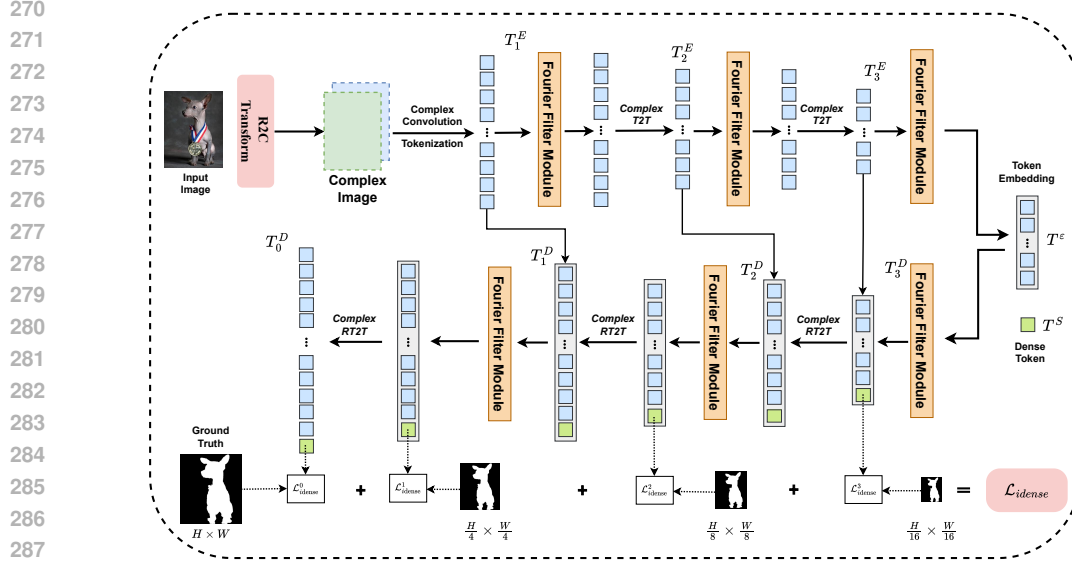 270
271
272
273
274
275
276
277
278
279
280
281
282
283
284
285
286
287
Input
Image
R2C
Transform
Complex
Image
Complex
Convolution
Tokenization
T_1^E
Fourier Filter Module
Complex
T2T
T_2^E
Fourier Filter Module
Complex
T2T
T_3^E
Fourier Filter Module
Token
Embedding
T^ε
T^S
Dense
Token
T_3^D
Fourier Filter Module
Complex
RT2T
T_2^D
Fourier Filter Module
Complex
RT2T
T_1^D
Fourier Filter Module
Complex
RT2T
T_0^D
Ground
Truth
H × W
L_idense^0
+
L_idense^1
H/4 × W/4
+
L_idense^2
H/8 × W/8
+
L_idense^3
H/16 × W/16
=
L_idense